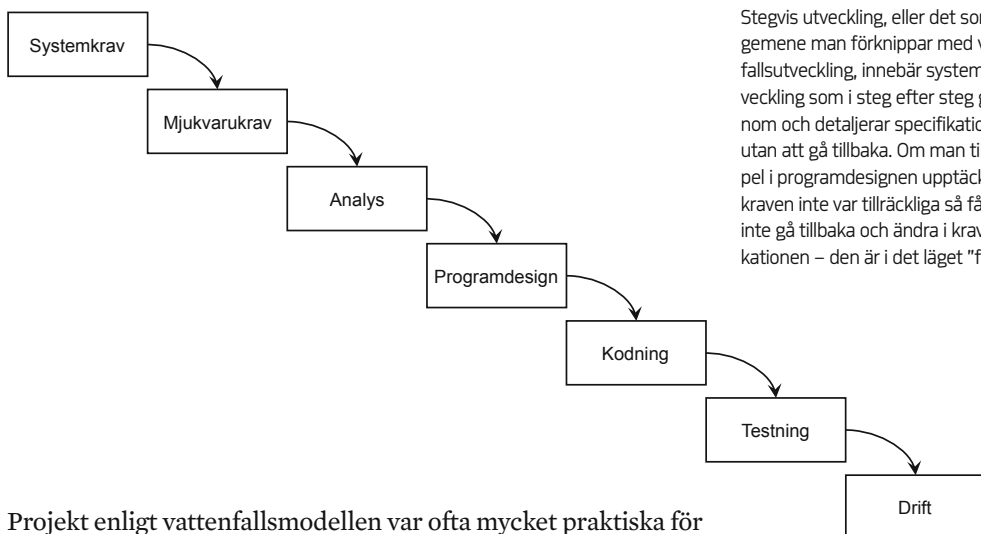 Systemkrav
Mjukvarukrav
Analys
Programdesign
Kodning
Testning
Drift
Stegvis utveckling, eller det som
gemene man förknippar med v
fallsutveckling, innebär system
veckling som i steg efter steg g
nom och detaljerar specifikatio
utan att gå tillbaka. Om man ti
pel i programdesignen upptäck
kraven inte var tillräckliga så få
inte gå tillbaka och ändra i krav
kationen – den är i det läget ”f
Projekt enligt vattenfallsmodellen var ofta mycket praktiska för